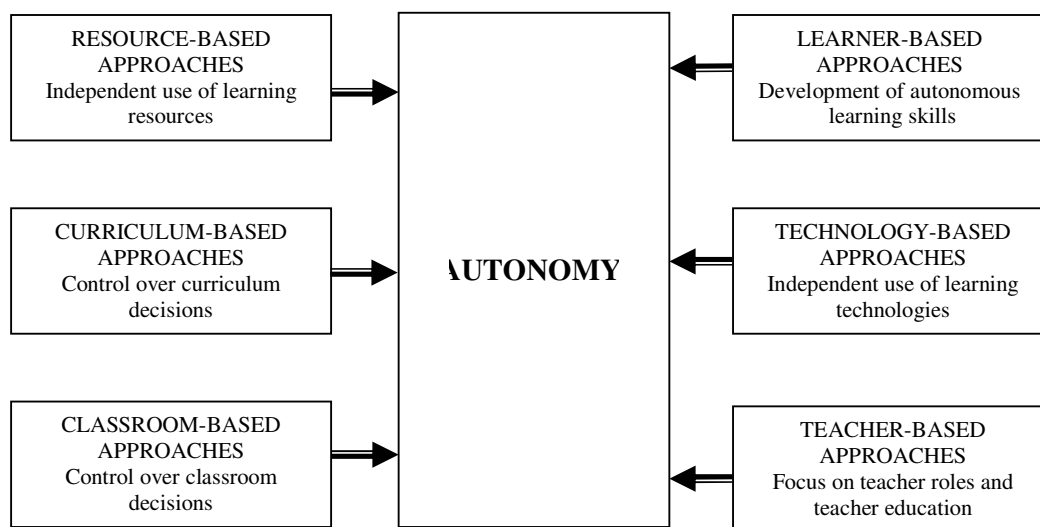 RESOURCE-BASED
APPROACHES
Independent use of learning
resources
CURRICULUM-BASED
APPROACHES
Control over curriculum
decisions
CLASSROOM-BASED
APPROACHES
Control over classroom
decisions
AUTONOMY
LEARNER-BASED
APPROACHES
Development of autonomous
learning skills
TECHNOLOGY-BASED
APPROACHES
Independent use of learning
technologies
TEACHER-BASED
APPROACHES
Focus on teacher roles and
teacher education